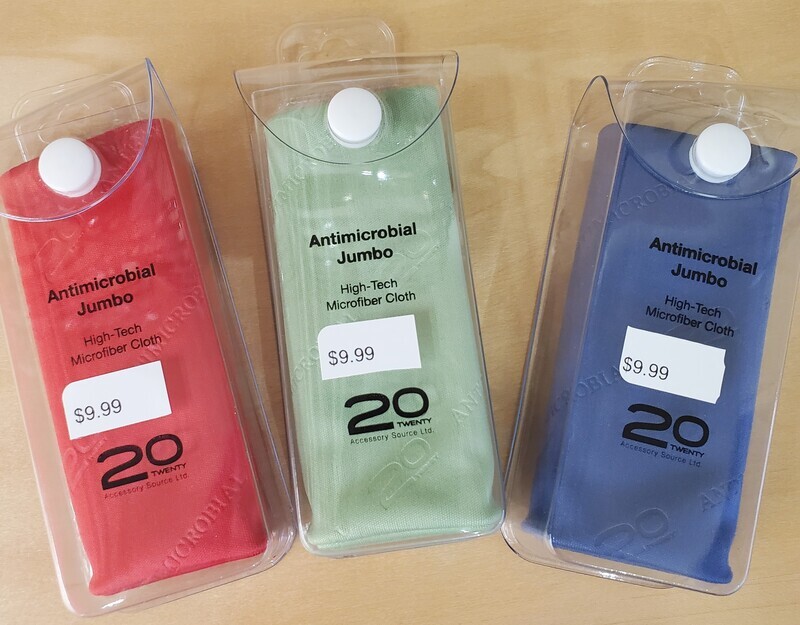 Antimicrobial
Jumbo
High-Tech
Microfiber Cloth
$9.99
20
TWENTY
Accessory Source Ltd.
Antimicrobial
Jumbo
High-Tech
Microfiber Cloth
$9.99
20
TWENTY
Accessory Source Ltd.
Antimicrobial
Jumbo
High-Tech
Microfiber Cloth
$9.99
20
TWENTY
Accessory Source Ltd.